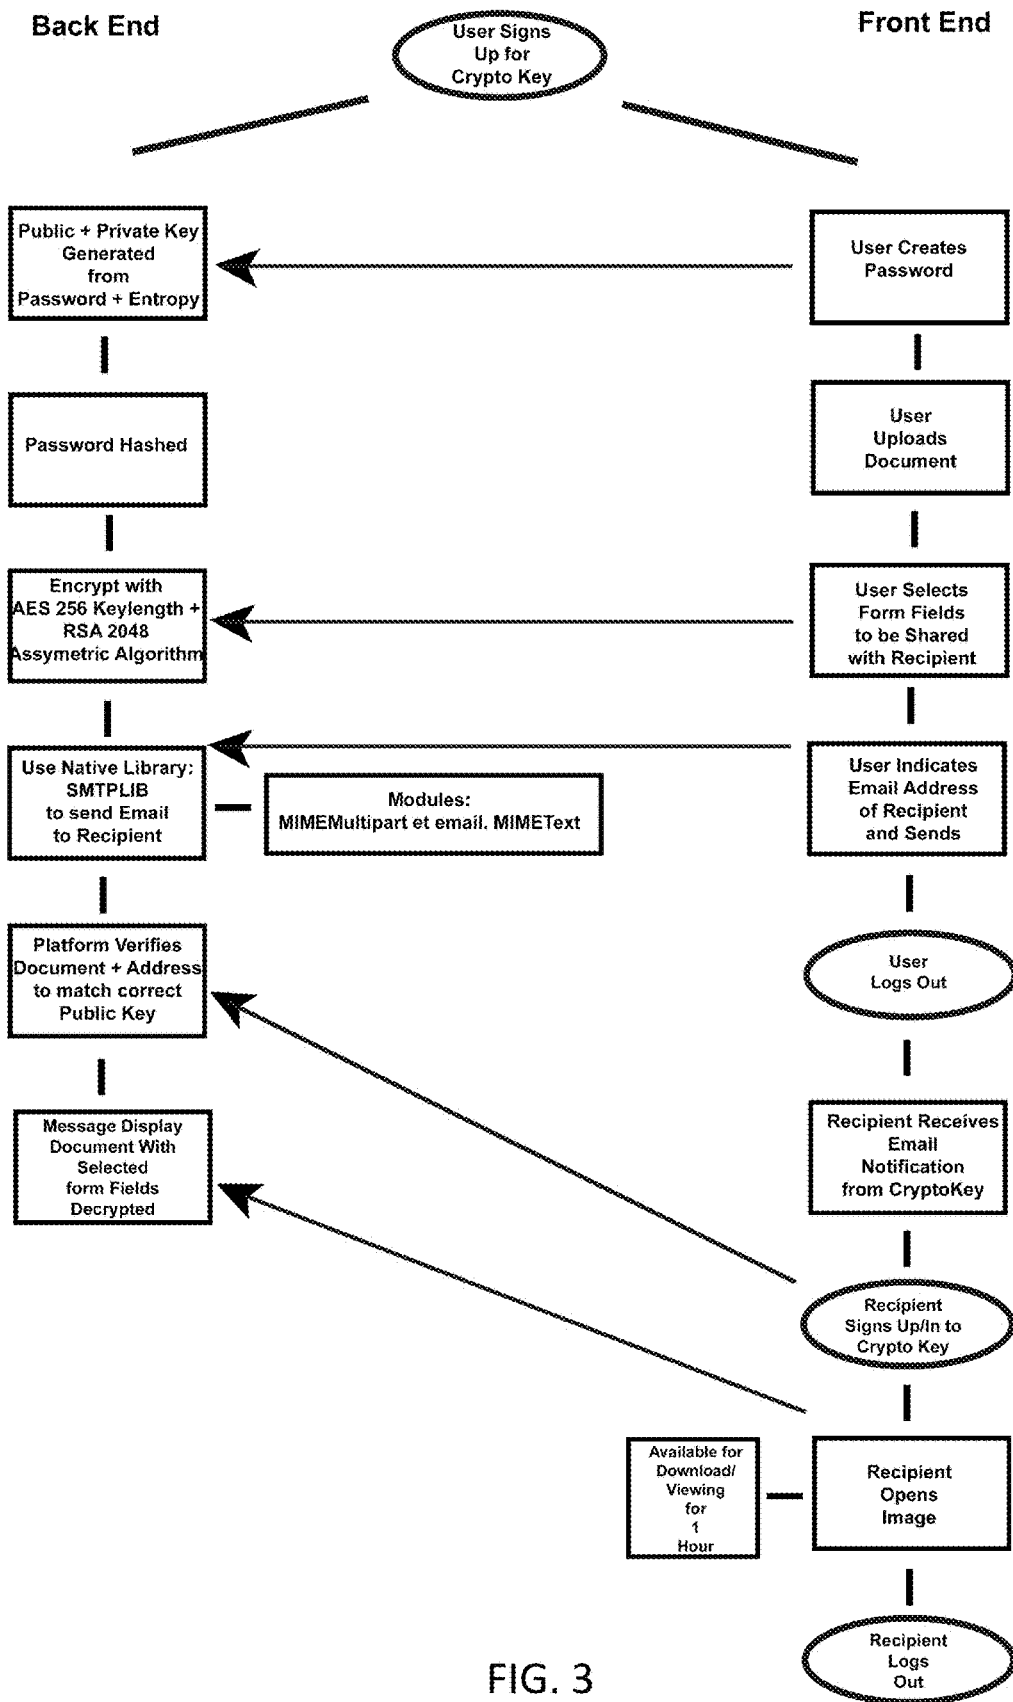 Back End
User Signs
Up for
Crypto Key
Front End
Public + Private Key
Generated
from
Password + Entropy
User Creates
Password
Password Hashed
User
Uploads
Document
Encrypt with
AES 256 Keylength +
RSA 2048
Assymetric Algorithm
User Selects
Form Fields
to be Shared
with Recipient
Use Native Library:
SMTPLIB
to send Email
to Recipient
Modules:
MIMEMultipart et email. MIMEText
User Indicates
Email Address
of Recipient
and Sends
Platform Verifies
Document + Address
to match correct
Public Key
User
Logs Out
Message Display
Document With
Selected
form Fields
Decrypted
Recipient Receives
Email
Notification
from CryptoKey
Recipient
Signs Up/In to
Crypto Key
Available for
Download/
Viewing
for
1
Hour
Recipient
Opens
Image
Recipient
Logs
Out
FIG. 3